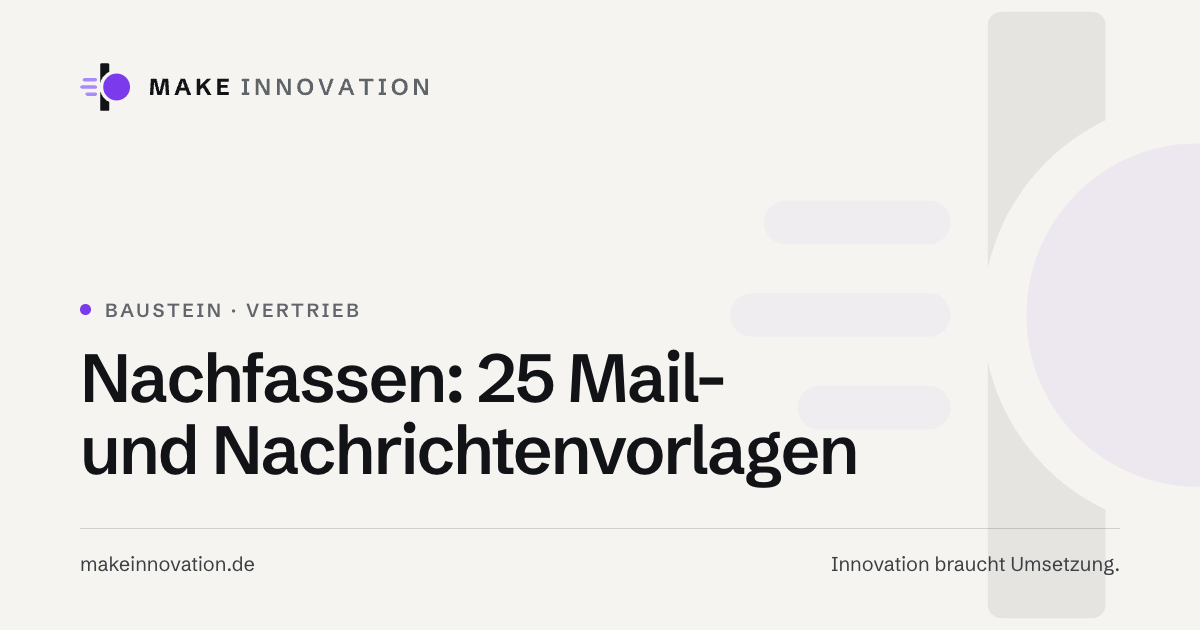 MAKE INNOVATION
BAUSTEIN · VERTRIEB
Nachfassen: 25 Mail-
und Nachrichtenvorlagen
makeinnovation.de
Innovation braucht Umsetzung.